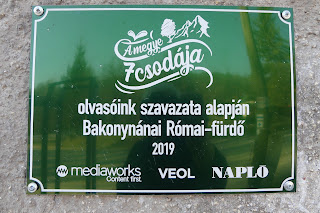 A megye
7 csodája
olvasóink szavazata alapján
Bakonynánai Római-fürdő
2019
mediaworks
Content first.
VEOL
NAPLÓ